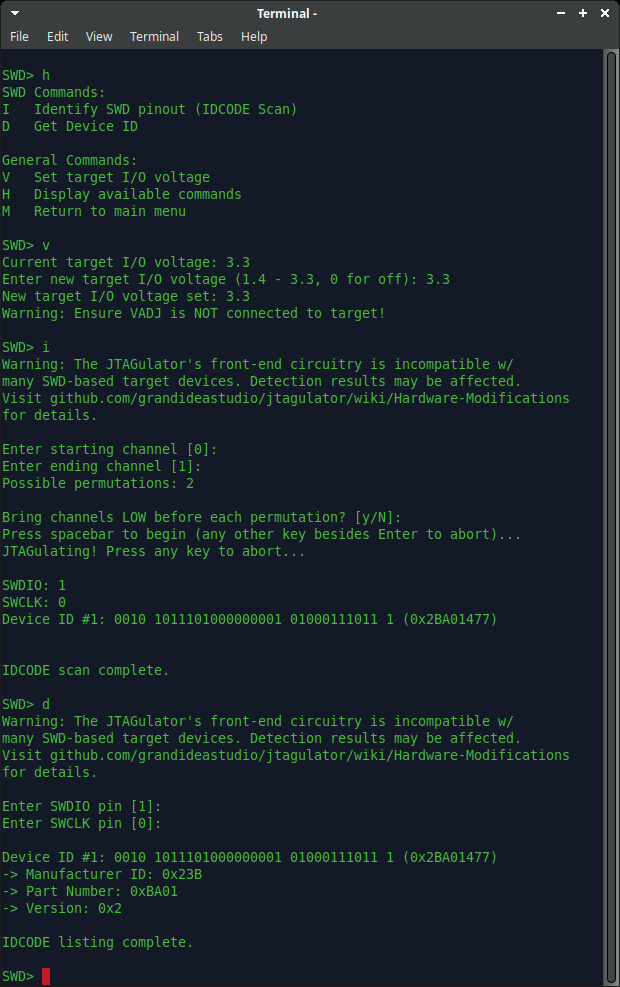 Terminal -
File Edit View Terminal Tabs Help
SWD> h
SWD Commands:
I   Identify SWD pinout (IDCODE Scan)
D   Get Device ID
General Commands:
V   Set target I/O voltage
H   Display available commands
M   Return to main menu
SWD> v
Current target I/O voltage: 3.3
Enter new target I/O voltage (1.4 - 3.3, 0 for off): 3.3
New target I/O voltage set: 3.3
Warning: Ensure VADJ is NOT connected to target!
SWD> i
Warning: The JTAGulator's front-end circuitry is incompatible w/
many SWD-based target devices. Detection results may be affected.
Visit github.com/grandideastudio/jtagulator/wiki/Hardware-Modifications
for details.
Enter starting channel [0]:
Enter ending channel [1]:
Possible permutations: 2
Bring channels LOW before each permutation? [y/N]:
Press spacebar to begin (any other key besides Enter to abort)...
JTAGulating! Press any key to abort...
SWDIO: 1
SWCLK: 0
Device ID #1: 0010 1011101000000001 01000111011 1 (0x2BA01477)
IDCODE scan complete.
SWD> d
Warning: The JTAGulator's front-end circuitry is incompatible w/
many SWD-based target devices. Detection results may be affected.
Visit github.com/grandideastudio/jtagulator/wiki/Hardware-Modifications
for details.
Enter SWDIO pin [1]:
Enter SWCLK pin [0]:
Device ID #1: 0010 1011101000000001 01000111011 1 (0x2BA01477)
-> Manufacturer ID: 0x23B
-> Part Number: 0xBA01
-> Version: 0x2
IDCODE listing complete.
SWD>